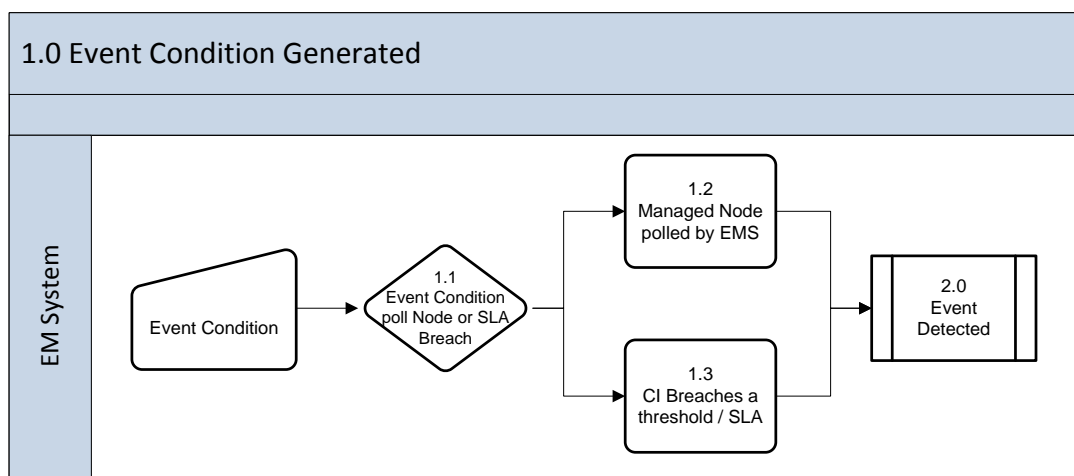 1.0 Event Condition Generated
EM System
Event Condition
1.1
Event Condition
poll Node or SLA
Breach
1.2
Managed Node
polled by EMS
1.3
CI Breaches a
threshold / SLA
2.0
Event
Detected